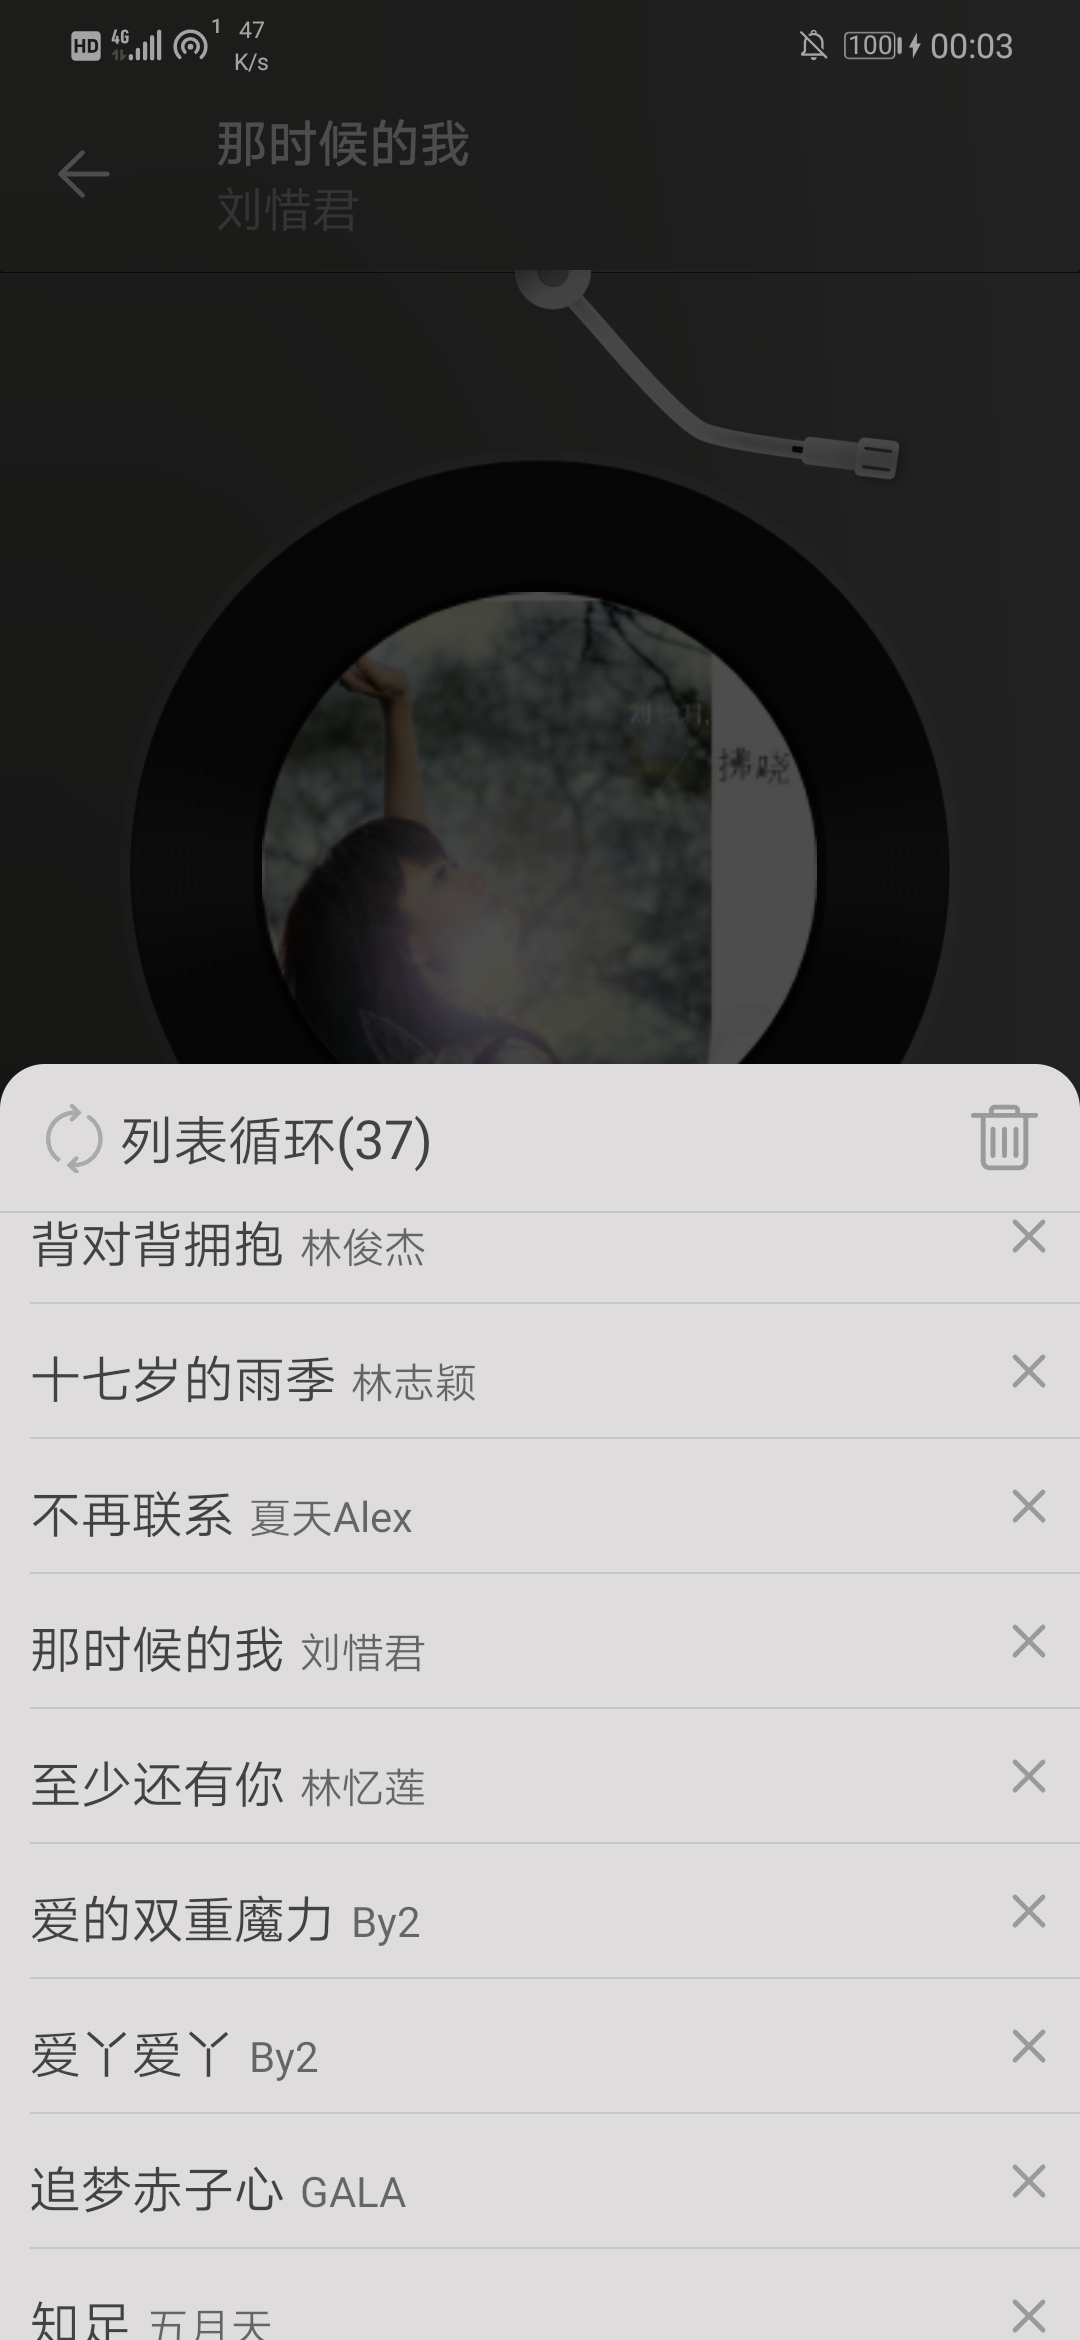 HD 4G 1 47 K/s 100 00:03
那时候的我
刘惜君
刘惜君,
拂晓
列表循环(37)
背对背拥抱 林俊杰
十七岁的雨季 林志颖
不再联系 夏天Alex
那时候的我 刘惜君
至少还有你 林忆莲
爱的双重魔力 By2
爱丫爱丫 By2
追梦赤子心 GALA
知足 五月天